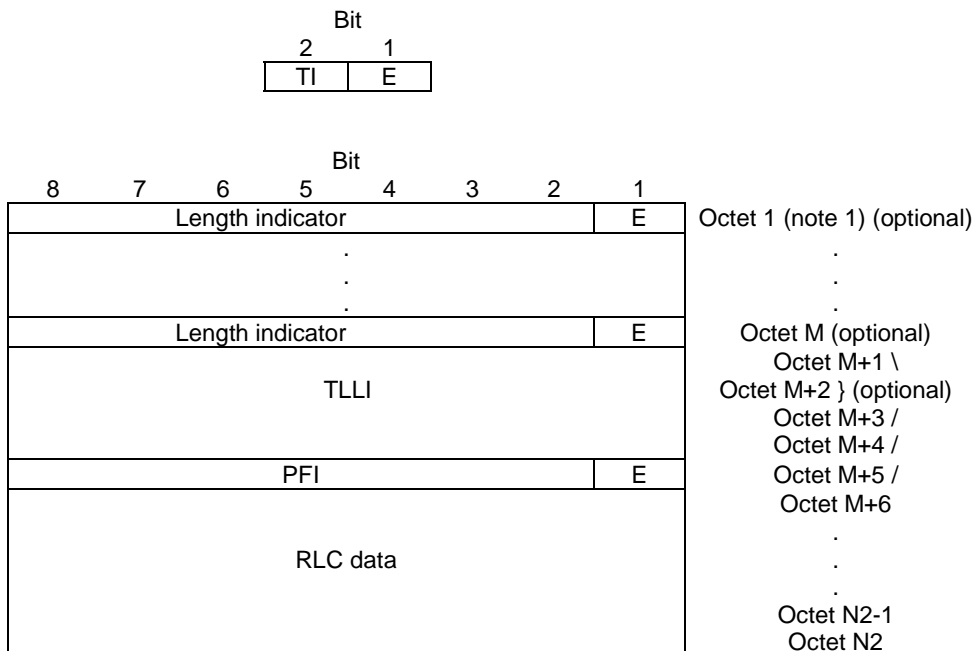 Bit
2 1
TI E
Bit
8 7 6 5 4 3 2 1
Length indicator E Octet 1 (note 1) (optional)
. .
. .
. .
Length indicator E Octet M (optional)
Octet M+1 \
TLLI Octet M+2 } (optional)
Octet M+3 /
Octet M+4 /
PFI E Octet M+5 /
Octet M+6
.
RLC data .
.
Octet N2-1
Octet N2